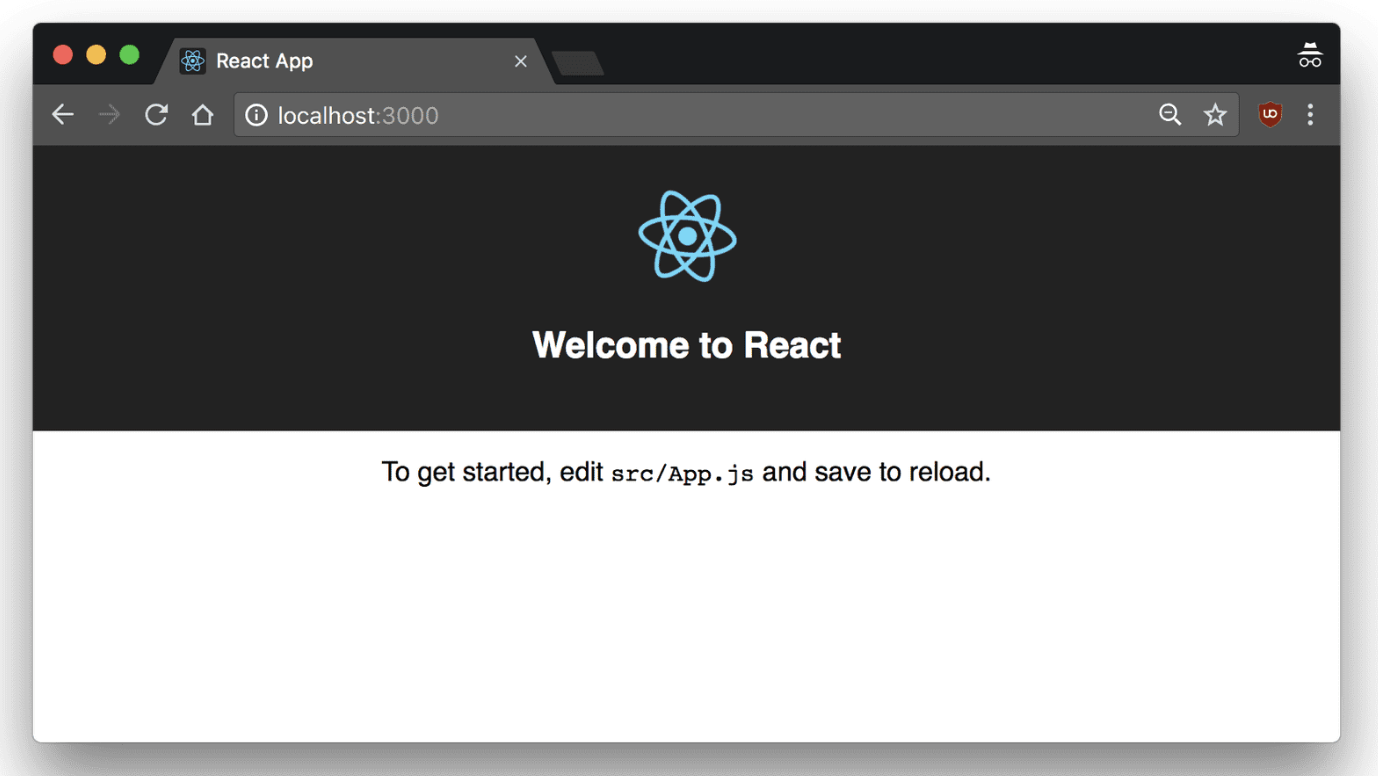 React App
localhost:3000
Welcome to React
To get started, edit src/App.js and save to reload.